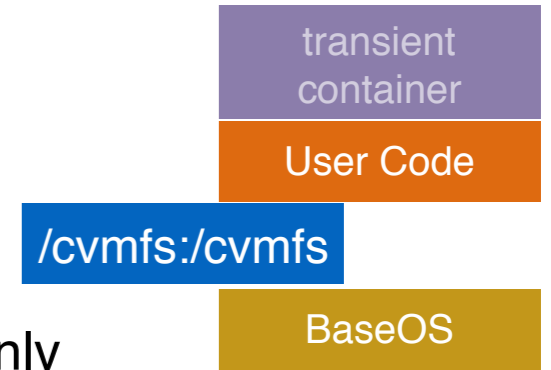 transient
container
User Code
/cvmfs:/cvmfs
BaseOS